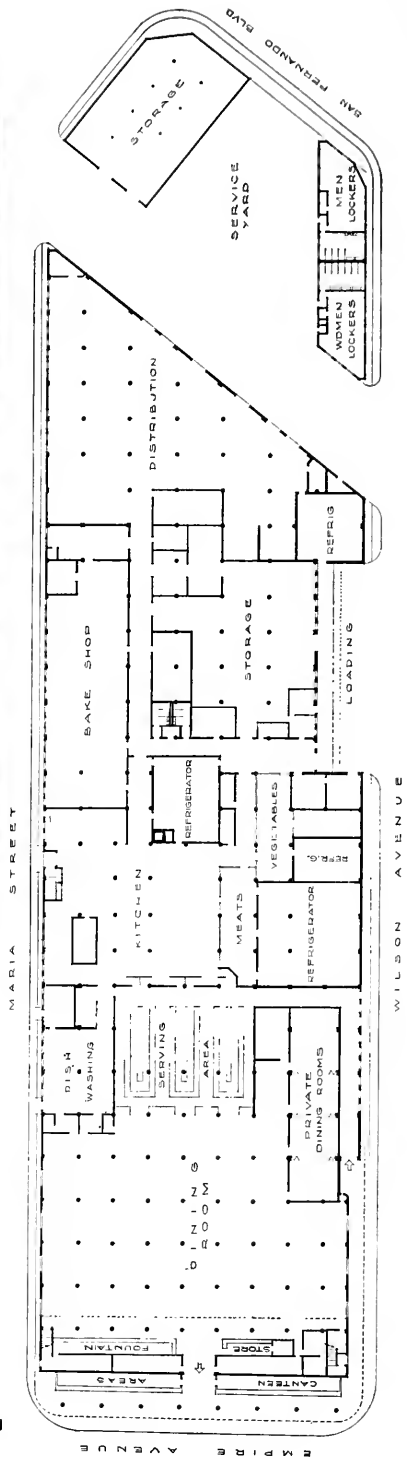 SAN FERNANDO BLVD
STORAGE
SERVICE
YARD
MEN
LOCKERS
WOMEN
LOCKERS
DISTRIBUTION
REFRIG
STORAGE
LOADING
BAKE SHOP
REFRIGERATOR
VEGETABLES
REFRIG.
KITCHEN
MEATS
REFRIGERATOR
MARIA STREET
WILSON AVENUE
DISH
WASHING
SERVING
AREA
PRIVATE
DINING ROOMS
DINING
ROOM
FOUNTAIN
STORE
AREAS
CANTEEN
EMPIRE AVENUE